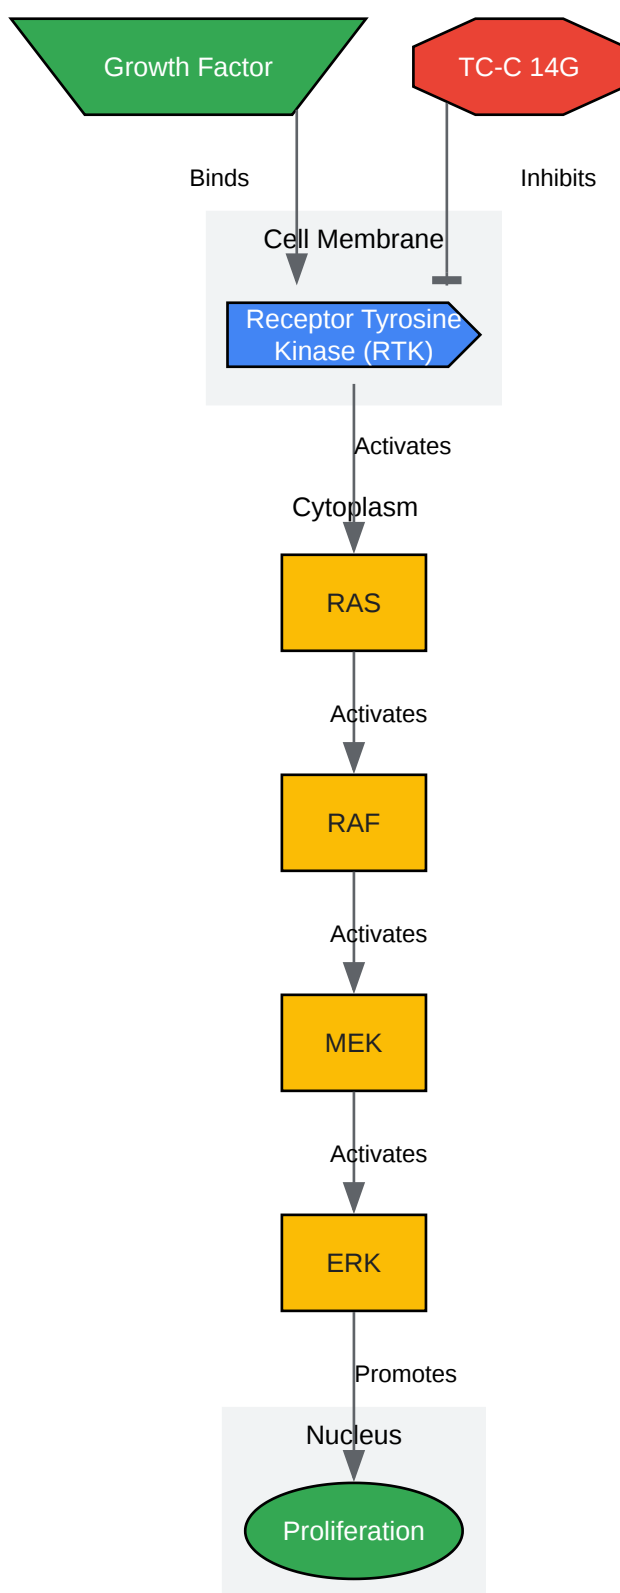 Growth Factor
TC-C 14G
Binds
Inhibits
Cell Membrane
Receptor Tyrosine
Kinase (RTK)
Activates
Cytoplasm
RAS
Activates
RAF
Activates
MEK
Activates
ERK
Promotes
Nucleus
Proliferation